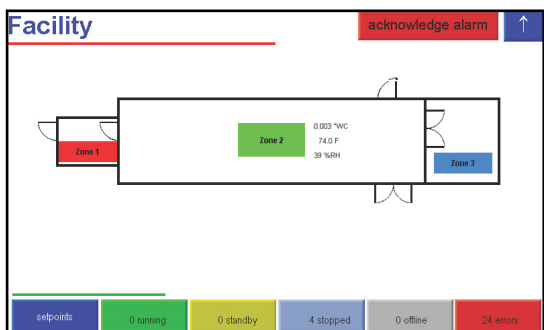 Facility
acknowledge alarm
↑
Zone 1
Zone 2
0.003 "WC
74.0 F
39 %RH
Zone 3
setpoints
0 running
0 standby
4 stopped
0 offline
24 errors